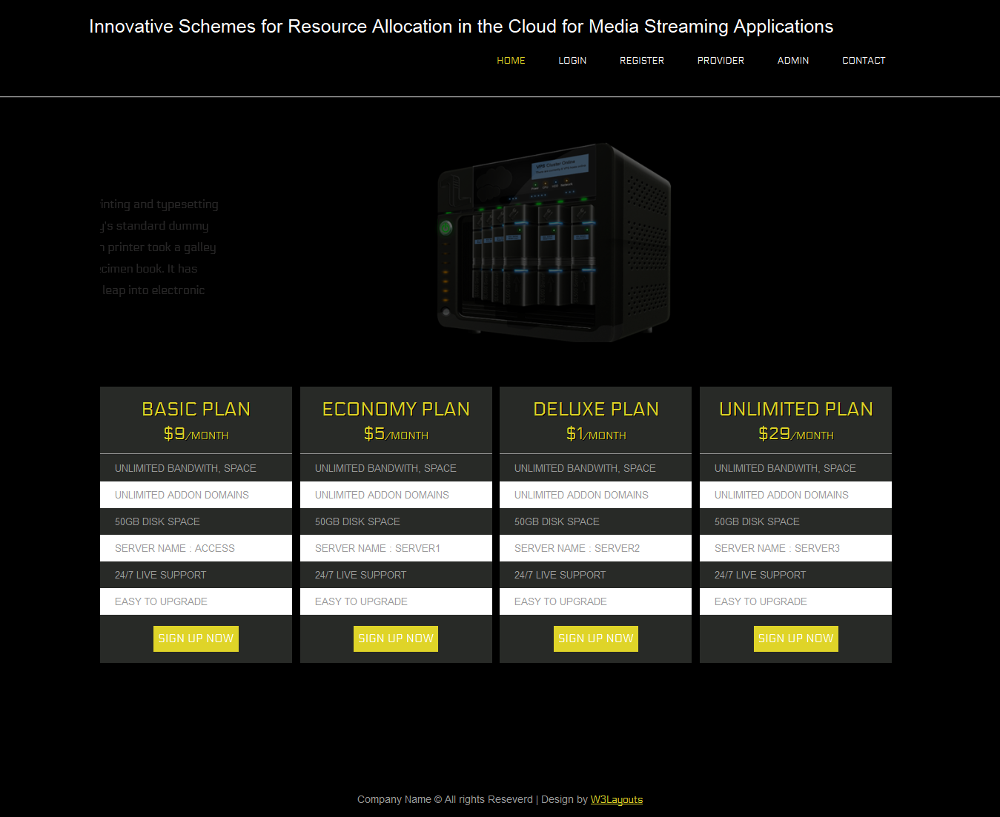 Innovative Schemes for Resource Allocation in the Cloud for Media Streaming Applications
HOME LOGIN REGISTER PROVIDER ADMIN CONTACT
inting and typesetting
y's standard dummy
printer took a galley
cimen book. It has
leap into electronic
VPS Cluster Online
BASIC PLAN
$9/MONTH
UNLIMITED BANDWITH, SPACE
UNLIMITED ADDON DOMAINS
50GB DISK SPACE
SERVER NAME : ACCESS
24/7 LIVE SUPPORT
EASY TO UPGRADE
SIGN UP NOW
ECONOMY PLAN
$5/MONTH
UNLIMITED BANDWITH, SPACE
UNLIMITED ADDON DOMAINS
50GB DISK SPACE
SERVER NAME : SERVER1
24/7 LIVE SUPPORT
EASY TO UPGRADE
SIGN UP NOW
DELUXE PLAN
$1/MONTH
UNLIMITED BANDWITH, SPACE
UNLIMITED ADDON DOMAINS
50GB DISK SPACE
SERVER NAME : SERVER2
24/7 LIVE SUPPORT
EASY TO UPGRADE
SIGN UP NOW
UNLIMITED PLAN
$29/MONTH
UNLIMITED BANDWITH, SPACE
UNLIMITED ADDON DOMAINS
50GB DISK SPACE
SERVER NAME : SERVER3
24/7 LIVE SUPPORT
EASY TO UPGRADE
SIGN UP NOW
Company Name © All rights Reseverd | Design by W3Layouts